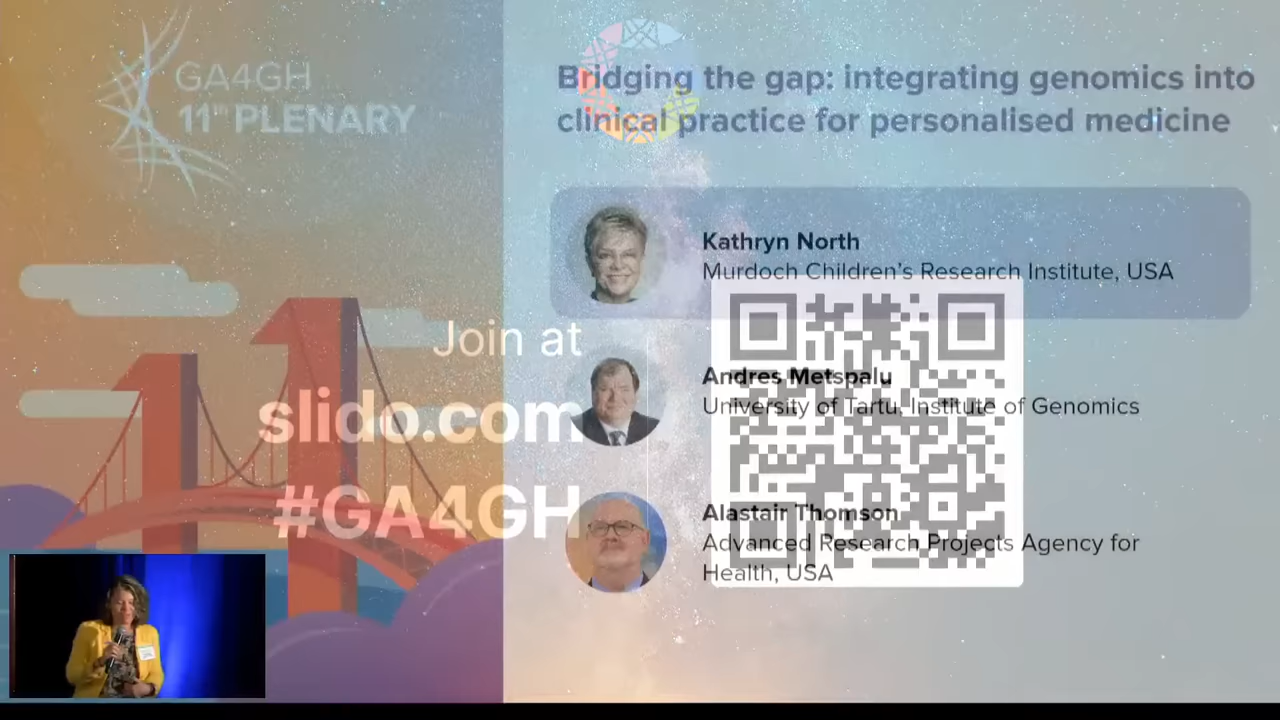 GA4GH
11TH PLENARY
Bridging the gap: integrating genomics into
clinical practice for personalised medicine
Kathryn North
Murdoch Children's Research Institute, USA
Join at
slido.com
#GA4GH
Andres Metspalu
University of Tartu, Institute of Genomics
Alastair Thomson
Advanced Research Projects Agency for
Health, USA